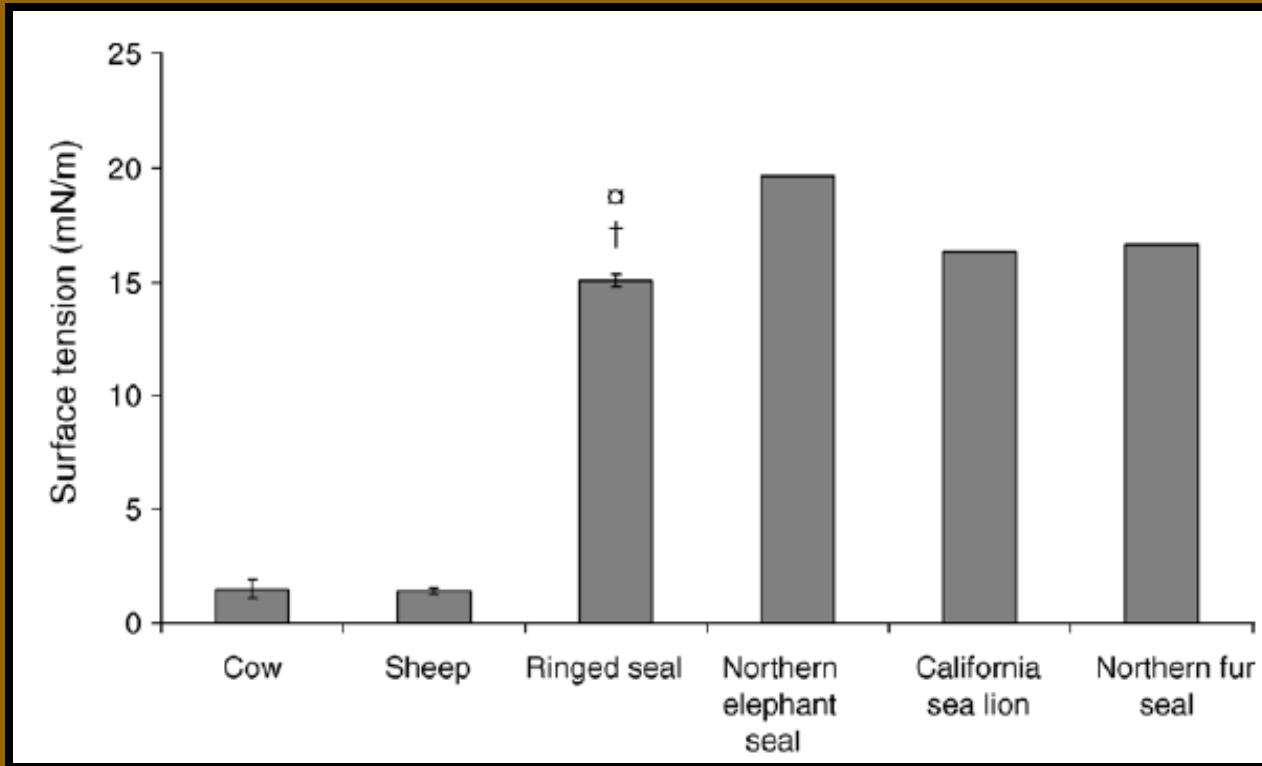 25
20
15
10
5
0
Surface tension (mN/m)
¤
†
Cow
Sheep
Ringed seal
Northern
elephant
seal
California
sea lion
Northern fur
seal